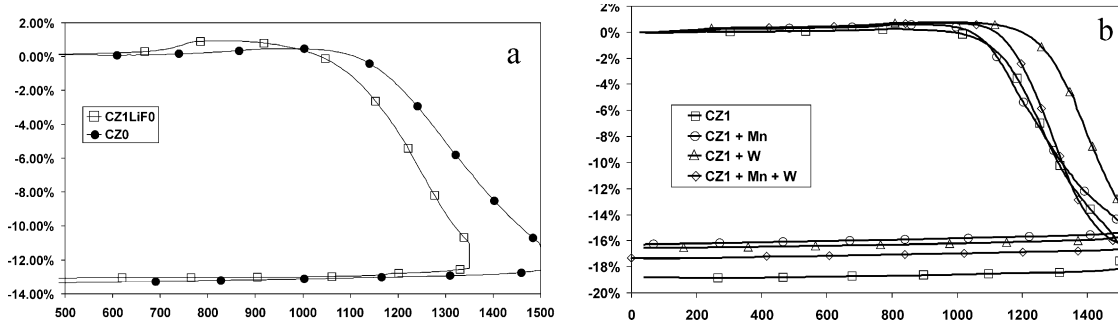 2.00%
0.00%
-2.00%
-4.00%
-6.00%
-8.00%
-10.00%
-12.00%
-14.00%
500 600 700 800 900 1000 1100 1200 1300 1400 1500
a
CZ1LiF0
CZ0
2%
0%
-2%
-4%
-6%
-8%
-10%
-12%
-14%
-16%
-18%
-20%
0 200 400 600 800 1000 1200 1400
b
CZ1
CZ1 + Mn
CZ1 + W
CZ1 + Mn + W